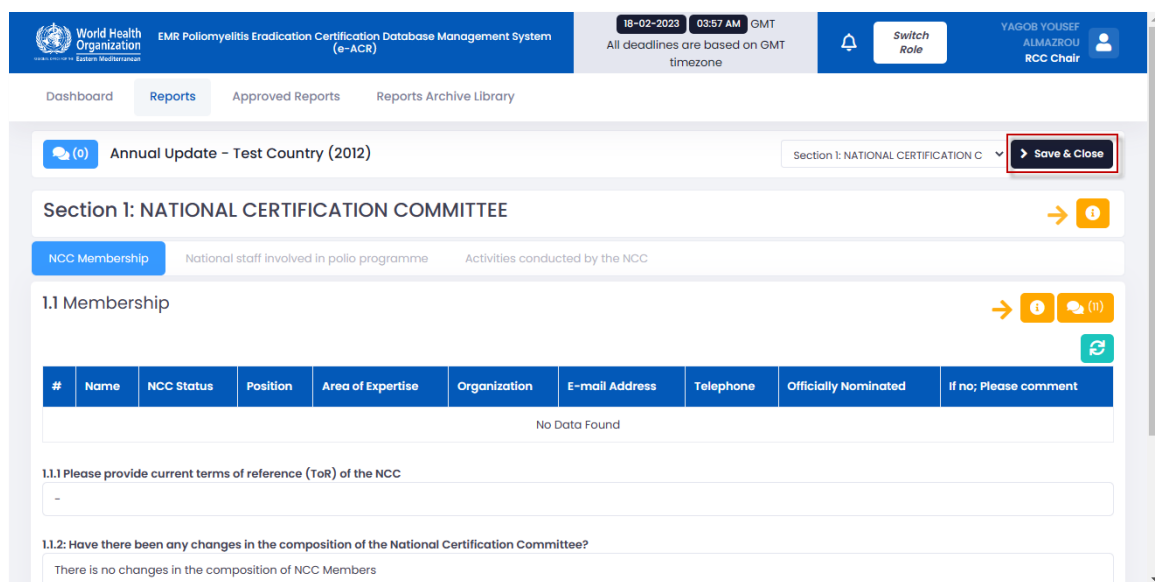 World Health
Organization
Eastern Mediterranean
EMR Poliomyelitis Eradication Certification Database Management System
(e-ACR)
18-02-2023 03:57 AM GMT
All deadlines are based on GMT
timezone
Switch
Role
YAGOB YOUSEF
ALMAZROU
RCC Chair
Dashboard Reports Approved Reports Reports Archive Library
(0) Annual Update - Test Country (2012)
Section 1: NATIONAL CERTIFICATION C
Save & Close
Section 1: NATIONAL CERTIFICATION COMMITTEE
NCC Membership National staff involved in polio programme Activities conducted by the NCC
1.1 Membership
(11)
# Name NCC Status Position Area of Expertise Organization E-mail Address Telephone Officially Nominated If no; Please comment
No Data Found
1.1.1 Please provide current terms of reference (ToR) of the NCC
-
1.1.2: Have there been any changes in the composition of the National Certification Committee?
There is no changes in the composition of NCC Members